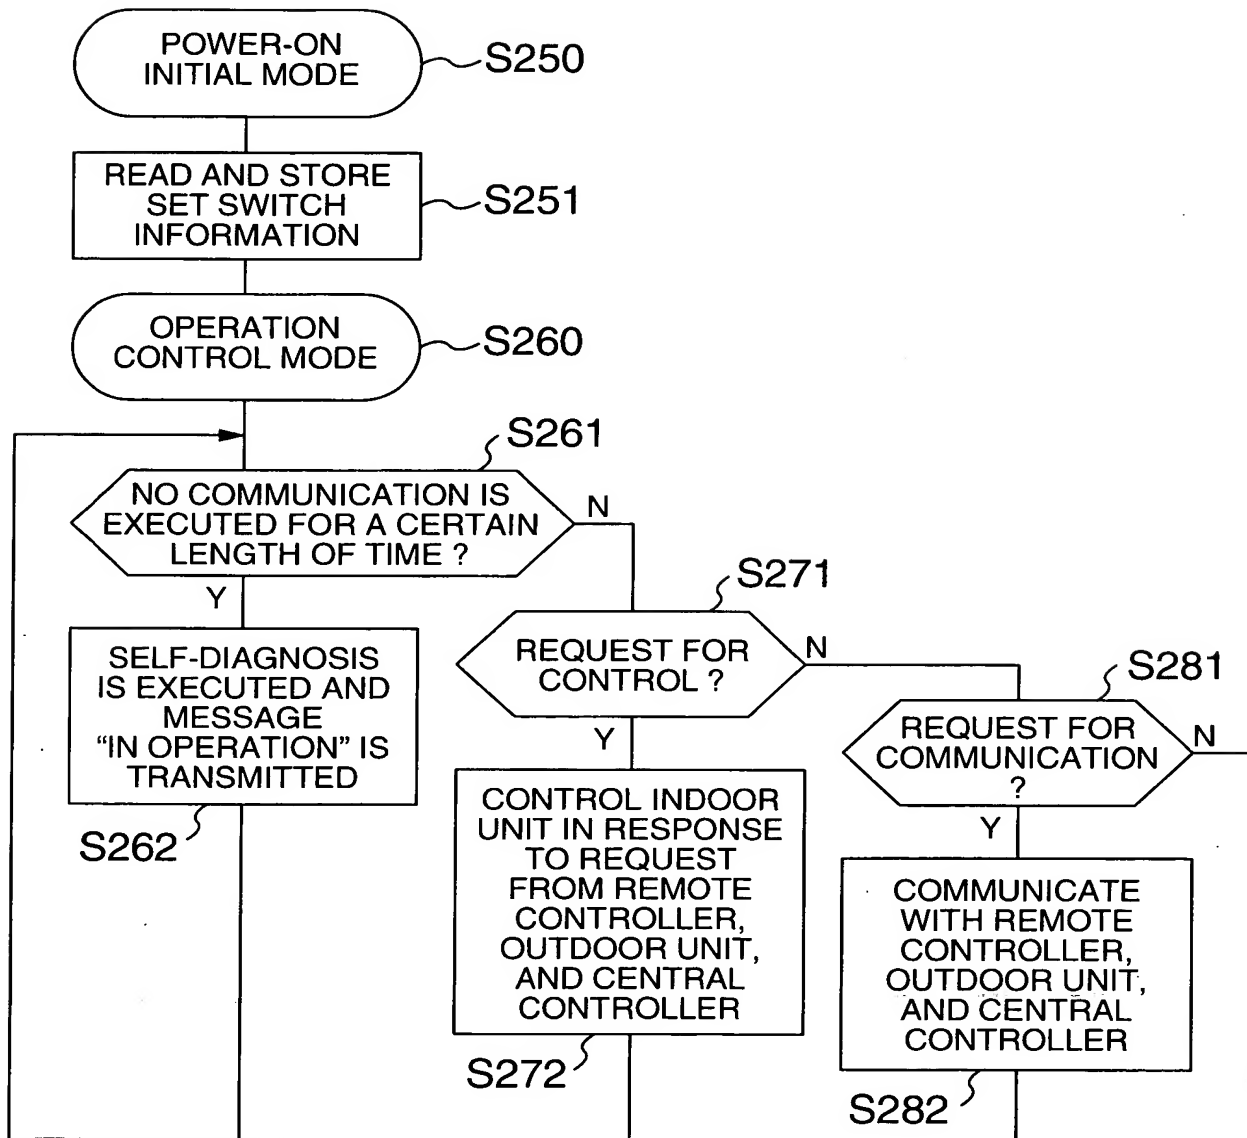 POWER-ON
INITIAL MODE
S250
READ AND STORE
SET SWITCH
INFORMATION
S251
OPERATION
CONTROL MODE
S260
S261
NO COMMUNICATION IS
EXECUTED FOR A CERTAIN
LENGTH OF TIME ?
N
Y
SELF-DIAGNOSIS
IS EXECUTED AND
MESSAGE
“IN OPERATION” IS
TRANSMITTED
S262
S271
REQUEST FOR
CONTROL ?
N
Y
CONTROL INDOOR
UNIT IN RESPONSE
TO REQUEST
FROM REMOTE
CONTROLLER,
OUTDOOR UNIT,
AND CENTRAL
CONTROLLER
S272
S281
REQUEST FOR
COMMUNICATION
?
N
Y
COMMUNICATE
WITH REMOTE
CONTROLLER,
OUTDOOR UNIT,
AND CENTRAL
CONTROLLER
S282